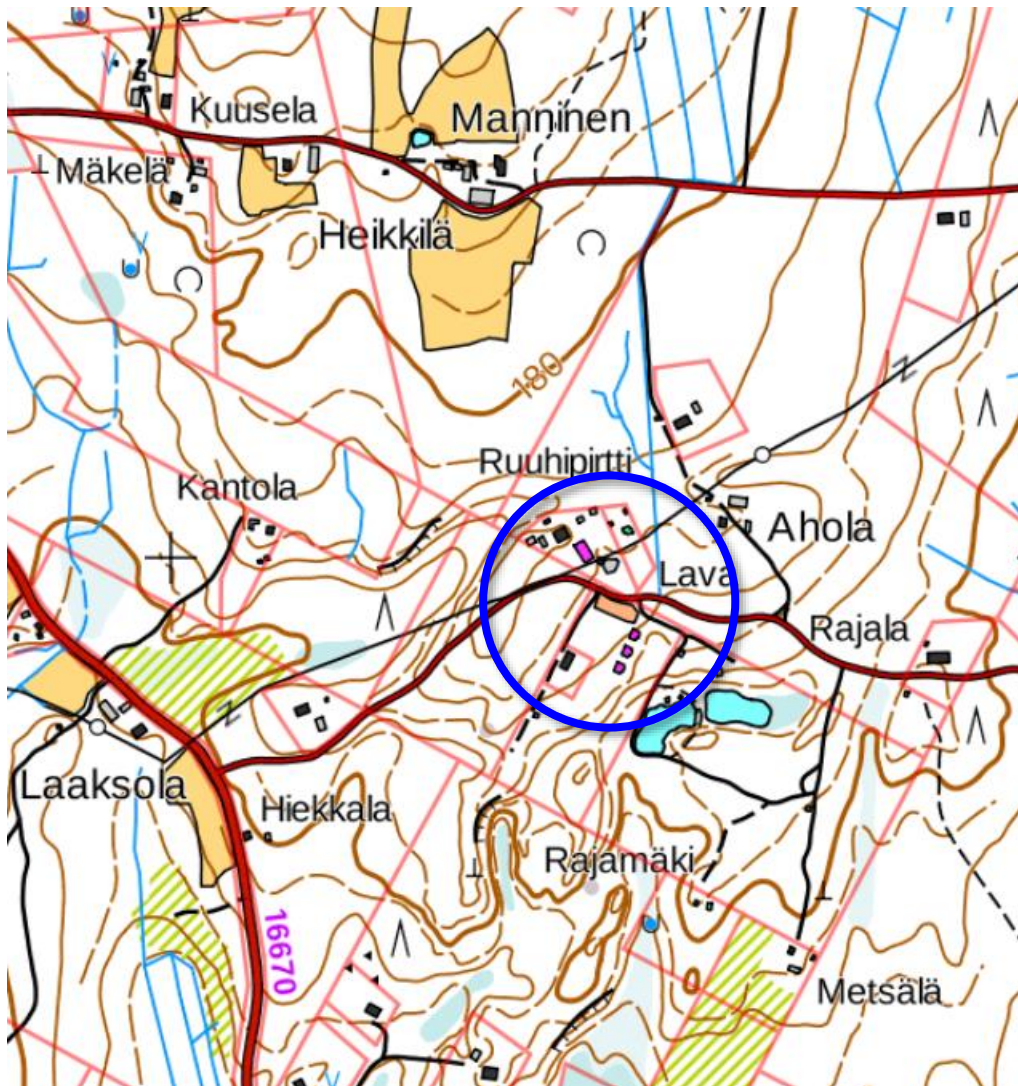 Kuusela
Manninen
Mäkelä
Heikkilä
180
Z
Ruuhipirtti
Kantola
Ahola
Lava
Rajala
Z
Laaksola
Hiekkala
Rajamäki
16670
Metsälä